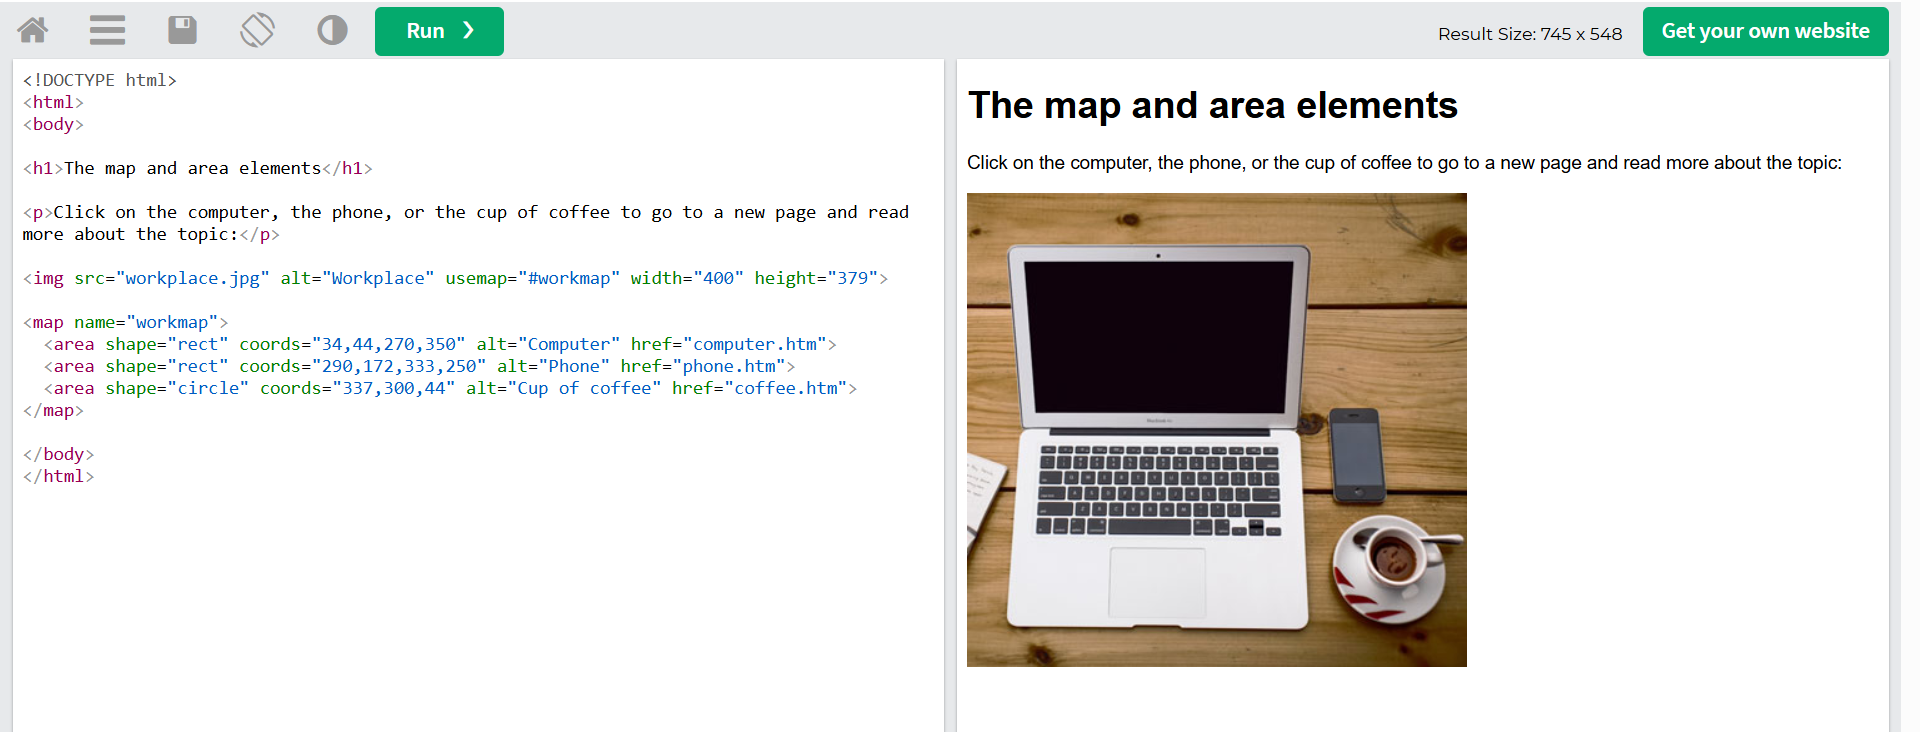 Run ❯
Result Size: 745 x 548
Get your own website
<!DOCTYPE html>
<html>
<body>
<h1>The map and area elements</h1>
<p>Click on the computer, the phone, or the cup of coffee to go to a new page and read
more about the topic:</p>
<img src="workplace.jpg" alt="Workplace" usemap="#workmap" width="400" height="379">
<map name="workmap">
  <area shape="rect" coords="34,44,270,350" alt="Computer" href="computer.htm">
  <area shape="rect" coords="290,172,333,250" alt="Phone" href="phone.htm">
  <area shape="circle" coords="337,300,44" alt="Cup of coffee" href="coffee.htm">
</map>
</body>
</html>
The map and area elements
Click on the computer, the phone, or the cup of coffee to go to a new page and read more about the topic: